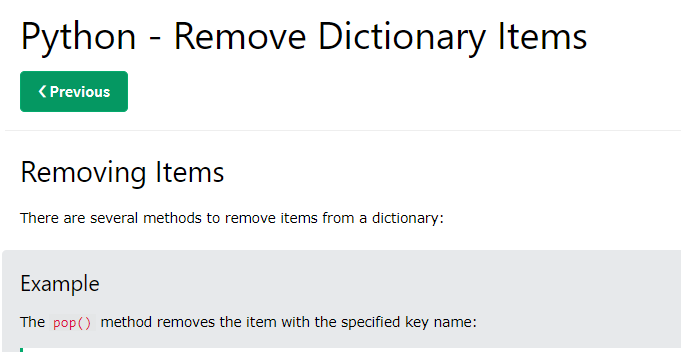 Python - Remove Dictionary Items
❮ Previous
Removing Items
There are several methods to remove items from a dictionary:
Example
The pop() method removes the item with the specified key name: